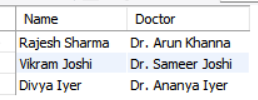 Name Doctor
Rajesh Sharma Dr. Arun Khanna
Vikram Joshi Dr. Sameer Joshi
Divya Iyer Dr. Ananya Iyer